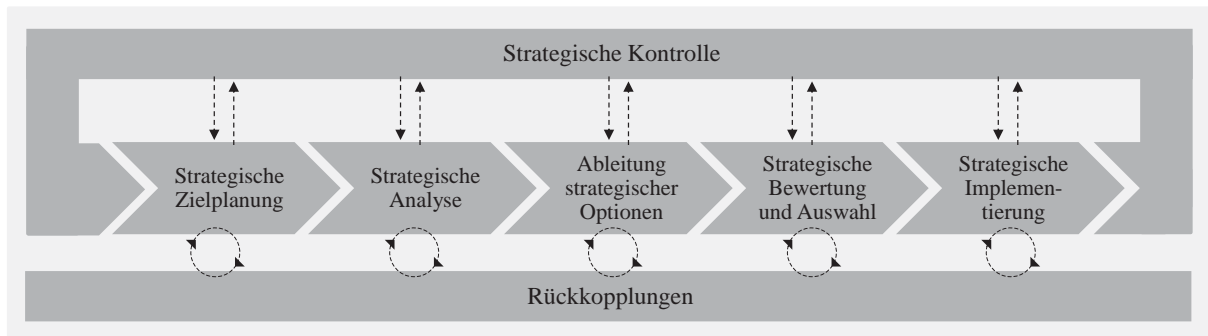 Strategische Kontrolle
Strategische
Zielplanung
Strategische
Analyse
Ableitung
strategischer
Optionen
Strategische
Bewertung
und Auswahl
Strategische
Implemen-
tierung
Rückkopplungen